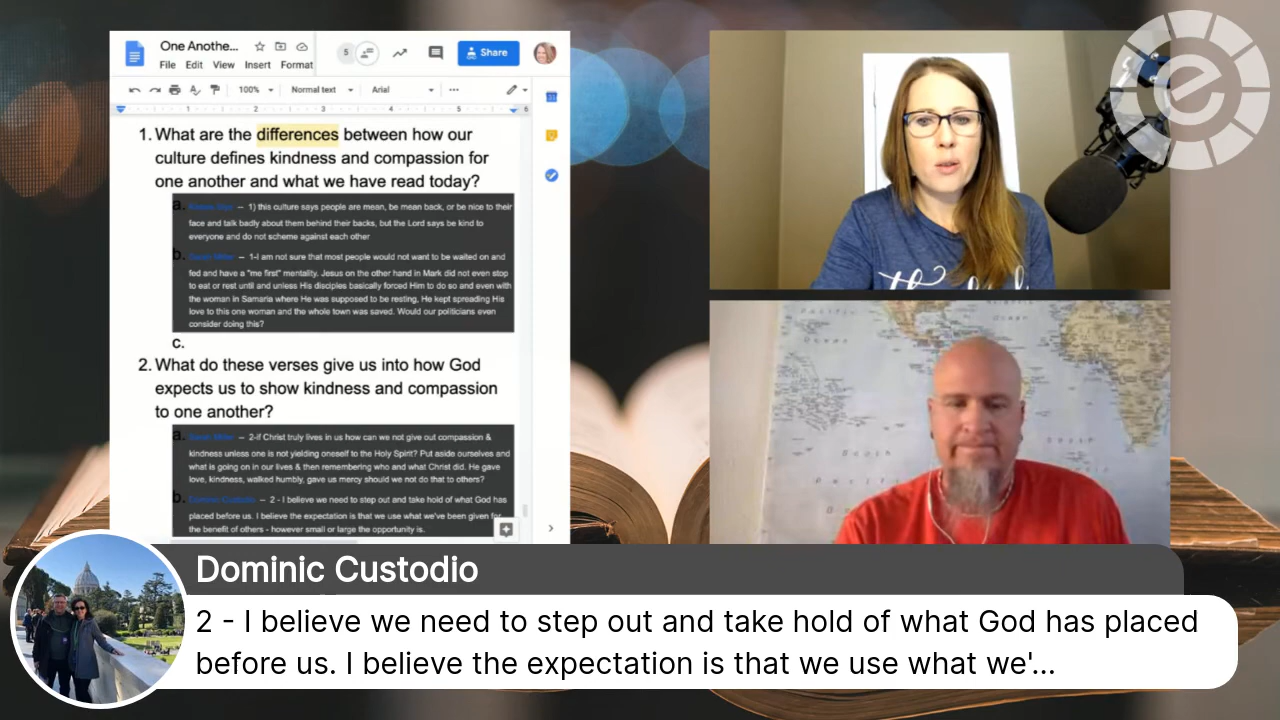 One Anothe...
File Edit View Insert Format
5
Share
100% Normal text Arial ...
1 2 3 4 5 6
1. What are the differences between how our
culture defines kindness and compassion for
one another and what we have read today?
a. – 1) this culture says people are mean, be mean back, or be nice to their
face and talk badly about them behind their backs, but the Lord says be kind to
everyone and do not scheme against each other
b. – 1-I am not sure that most people would not want to be waited on and
fed and have a "me first" mentality. Jesus on the other hand in Mark did not even stop
to eat or rest until and unless His disciples basically forced Him to do so and even with
the woman in Samaria where He was supposed to be resting, He kept spreading His
love to this one woman and the whole town was saved. Would our politicians even
consider doing this?
c.
2. What do these verses give us into how God
expects us to show kindness and compassion
to one another?
a. – 2-if Christ truly lives in us how can we not give out compassion &
kindness unless one is not yielding oneself to the Holy Spirit? Put aside ourselves and
what is going on in our lives & then remembering who and what Christ did. He gave
love, kindness, walked humbly, gave us mercy should we not do that to others?
b. Dominic Custodio – 2 - I believe we need to step out and take hold of what God has
placed before us. I believe the expectation is that we use what we've been given for
the benefit of others - however small or large the opportunity is.
e
Pacific
Ocean
South
Dominic Custodio
2 - I believe we need to step out and take hold of what God has placed
before us. I believe the expectation is that we use what we'...